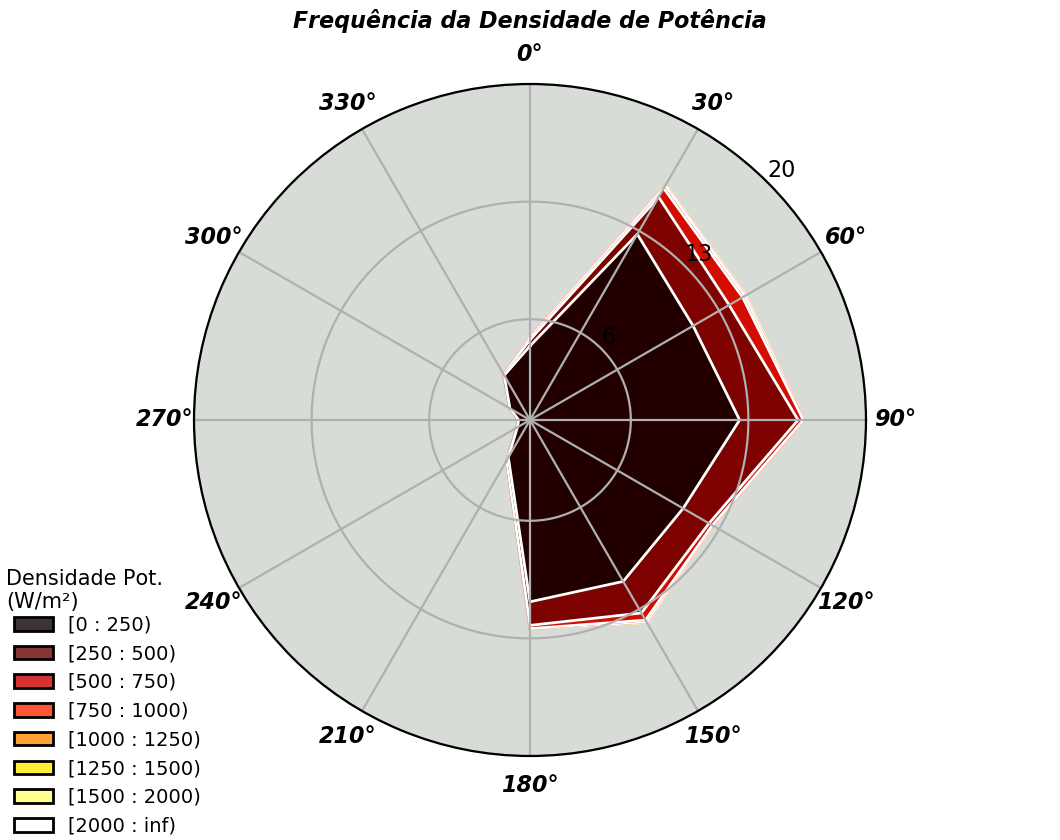 Frequência da Densidade de Potência
0°
30°
60°
90°
120°
150°
180°
210°
240°
270°
300°
330°
6
13
20
Densidade Pot.
(W/m²)
[0 : 250)
[250 : 500)
[500 : 750)
[750 : 1000)
[1000 : 1250)
[1250 : 1500)
[1500 : 2000)
[2000 : inf)